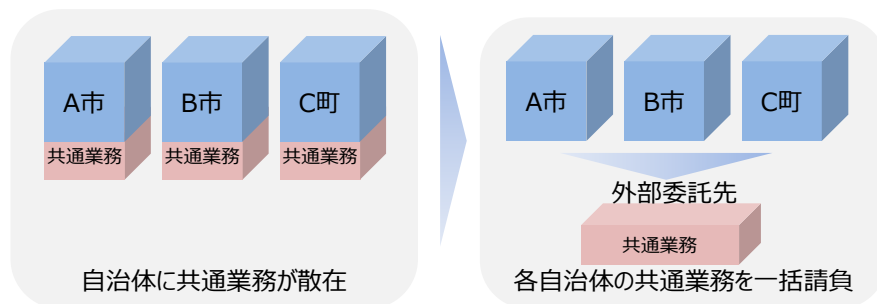 A市
B市
C町
共通業務
共通業務
共通業務
自治体に共通業務が散在
A市
B市
C町
外部委託先
共通業務
各自治体の共通業務を一括請負